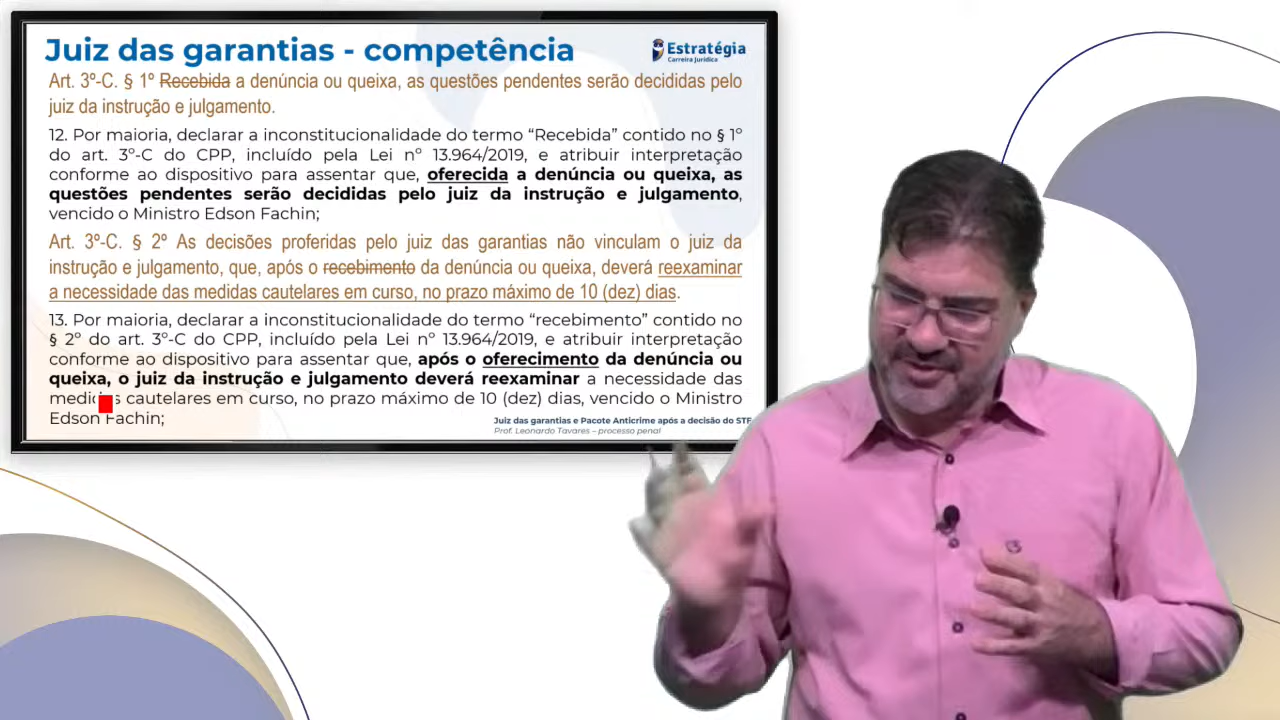 Juiz das garantias - competência
Estratégia
Carreira Jurídica
Art. 3º-C. § 1º Recebida a denúncia ou queixa, as questões pendentes serão decididas pelo
juiz da instrução e julgamento.
12. Por maioria, declarar a inconstitucionalidade do termo “Recebida” contido no § 1º
do art. 3º-C do CPP, incluído pela Lei nº 13.964/2019, e atribuir interpretação
conforme ao dispositivo para assentar que, oferecida a denúncia ou queixa, as
questões pendentes serão decididas pelo juiz da instrução e julgamento,
vencido o Ministro Edson Fachin;
Art. 3º-C. § 2º As decisões proferidas pelo juiz das garantias não vinculam o juiz da
instrução e julgamento, que, após o recebimento da denúncia ou queixa, deverá reexaminar
a necessidade das medidas cautelares em curso, no prazo máximo de 10 (dez) dias.
13. Por maioria, declarar a inconstitucionalidade do termo “recebimento” contido no
§ 2º do art. 3º-C do CPP, incluído pela Lei nº 13.964/2019, e atribuir interpretação
conforme ao dispositivo para assentar que, após o oferecimento da denúncia ou
queixa, o juiz da instrução e julgamento deverá reexaminar a necessidade das
medidas cautelares em curso, no prazo máximo de 10 (dez) dias, vencido o Ministro
Edson Fachin;
Juiz das garantias e Pacote Anticrime após a decisão do STF
Prof. Leonardo Tavares – processo penal